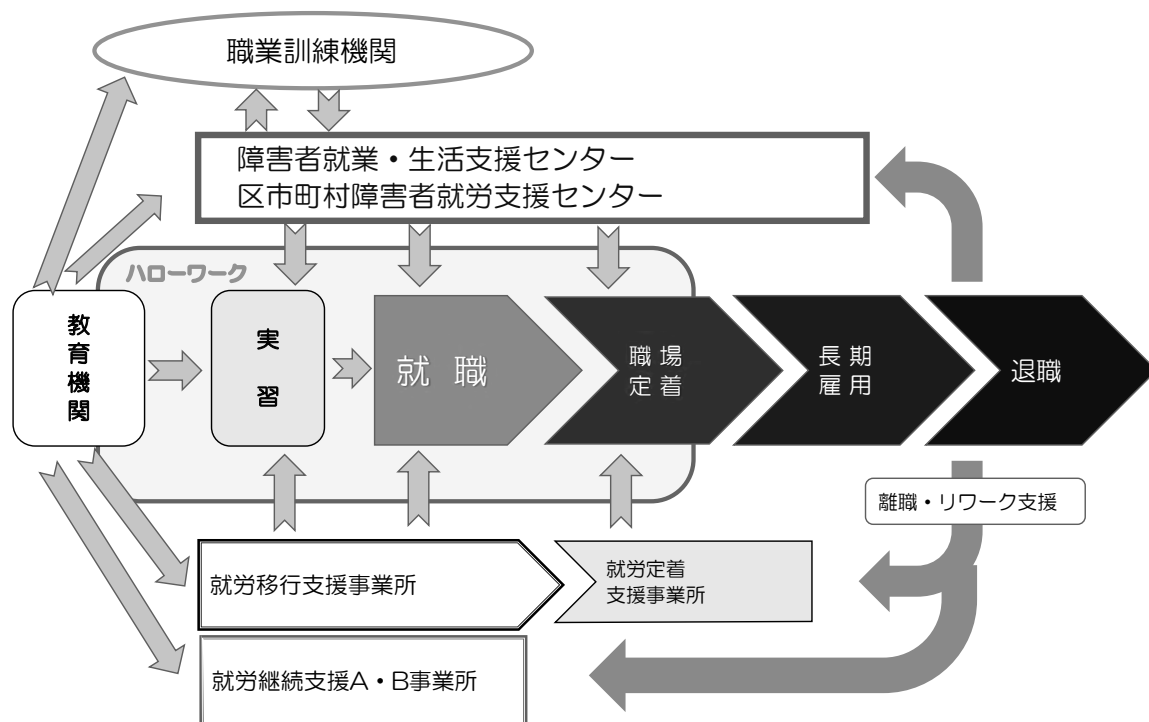 職業訓練機関
障害者就業・生活支援センター
区市町村障害者就労支援センター
ハローワーク
教育機関
実習
就職
職場
定着
長期
雇用
退職
離職・リワーク支援
就労移行支援事業所
就労定着
支援事業所
就労継続支援A・B事業所